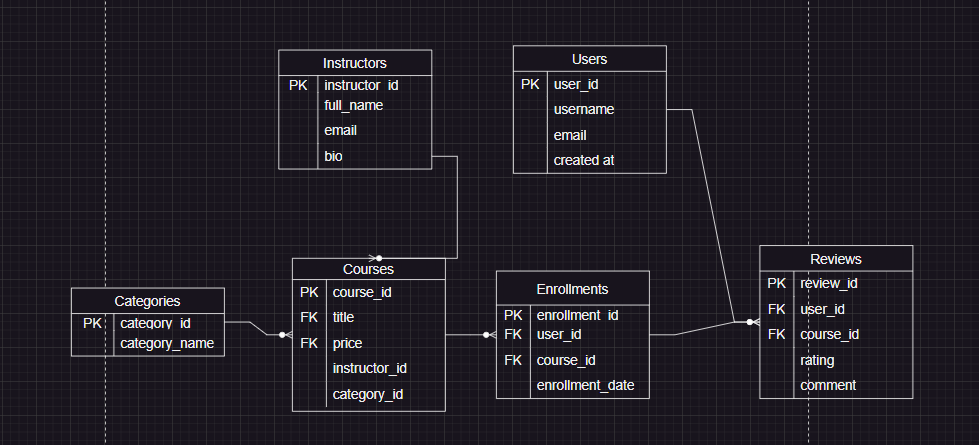 Instructors
PK instructor_id
full_name
email
bio
Users
PK user_id
username
email
created at
Categories
PK category_id
category_name
Courses
PK course_id
FK title
FK price
instructor_id
category_id
Enrollments
PK enrollment_id
FK user_id
FK course_id
enrollment_date
Reviews
PK review_id
FK user_id
FK course_id
rating
comment